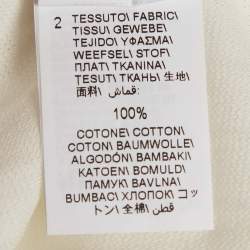 2 TESSUTO\ FABRIC\
TISSU\ GEWEBE\
TEJIDO\ ΥΦΑΣΜΑ\
WEEFSEL\ STOF\
ПЛАТ\ TKANINA\
ȚESUT\ ТКАНЬ\ 生地\
面料\ قماش\
100%
COTONE\ COTTON\
COTON\ BAUMWOLLE\
ALGODÓN\ BAMBAKI\
KATOEN\ BOMULD\
ПАМУК\ BAVLNA\
BUMBAC\ ХЛОПОК\ コッ
トン\ 全棉\ قطن\